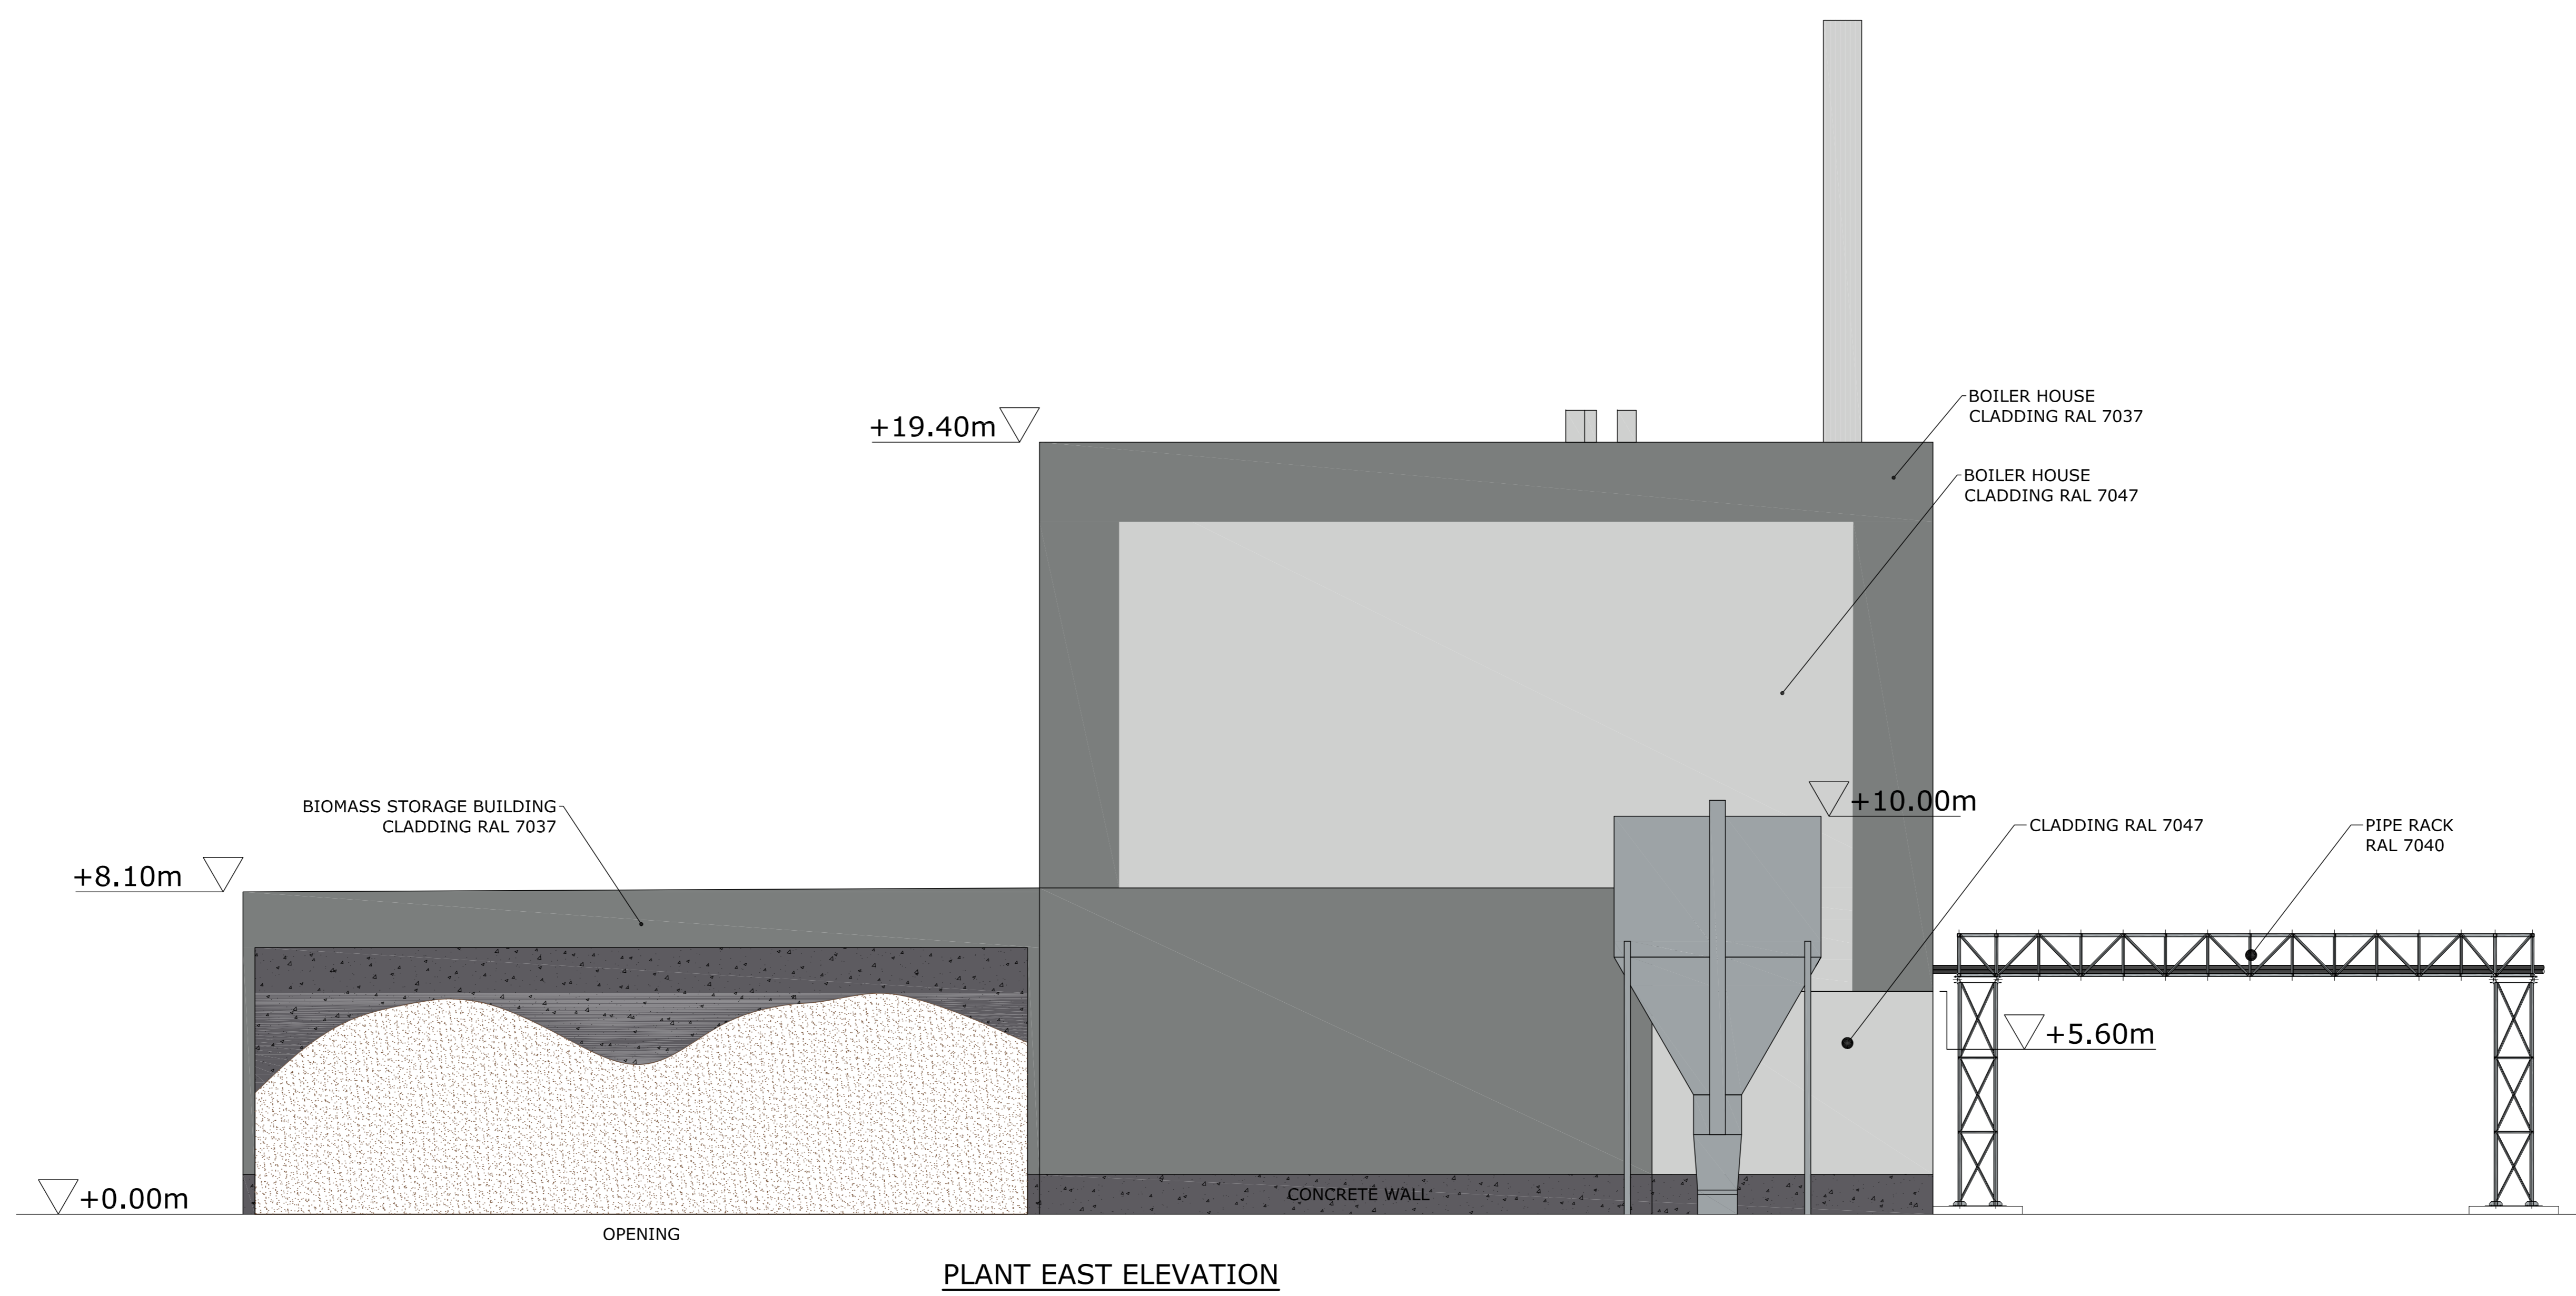 +19.40m
BOILER HOUSE
CLADDING RAL 7037
BOILER HOUSE
CLADDING RAL 7047
+10.00m
BIOMASS STORAGE BUILDING
CLADDING RAL 7037
CLADDING RAL 7047
PIPE RACK
RAL 7040
+8.10m
+5.60m
+0.00m
CONCRETE WALL
OPENING
PLANT EAST ELEVATION